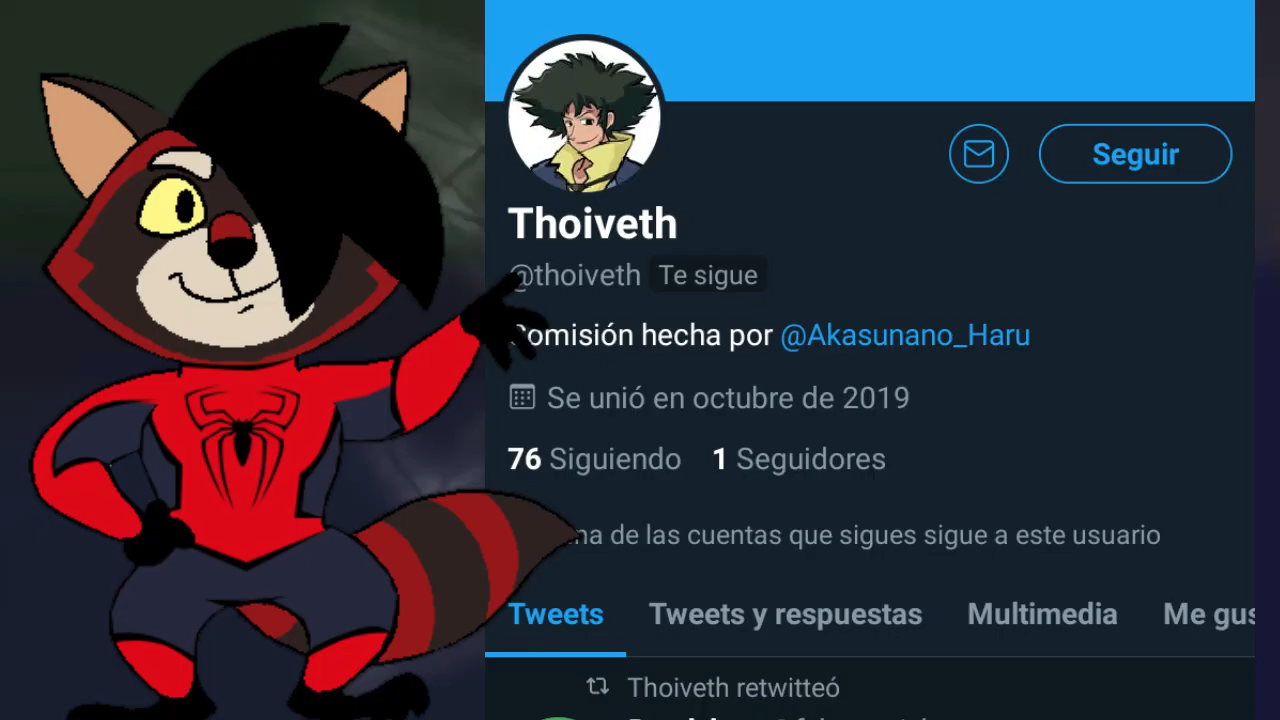 Seguir
Thoiveth
@thoiveth Te sigue
Comisión hecha por @Akasunano_Haru
Se unió en octubre de 2019
76 Siguiendo 1 Seguidores
de las cuentas que sigues sigue a este usuario
Tweets Tweets y respuestas Multimedia Me gus
Thoiveth retwitteó